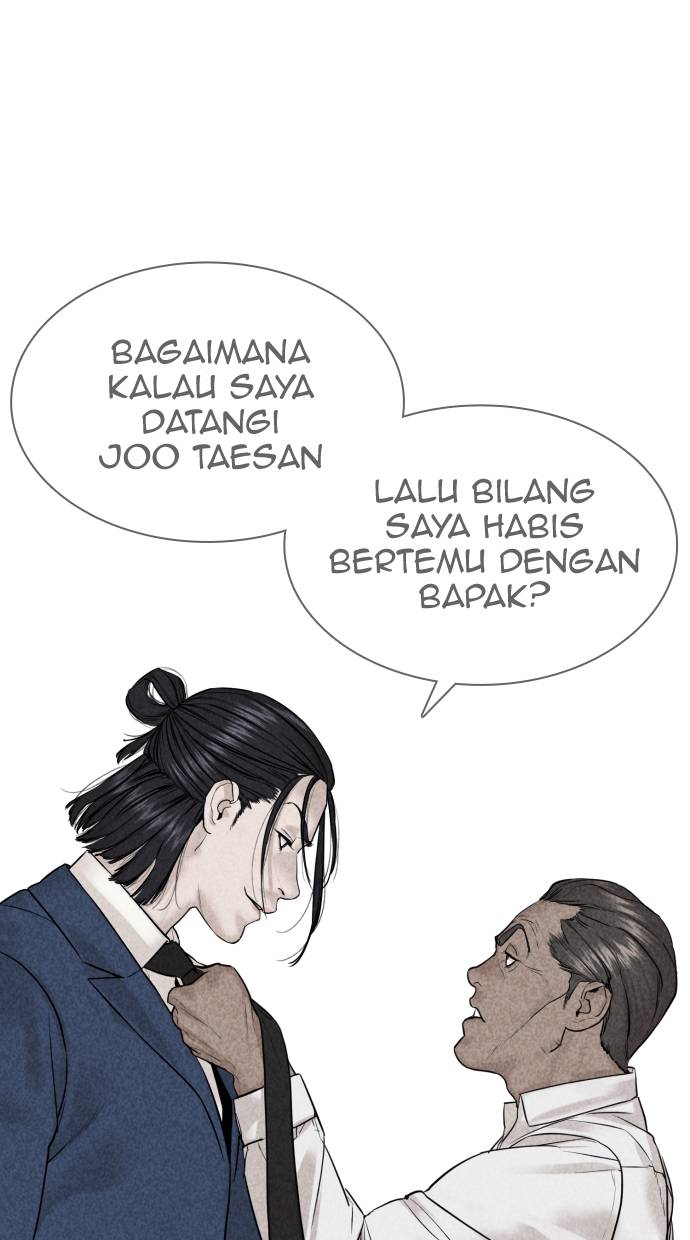 BAGAIMANA
KALAU SAYA
DATANGI
JOO TAESAN
LALU BILANG
SAYA HABIS
BERTEMU DENGAN
BAPAK?